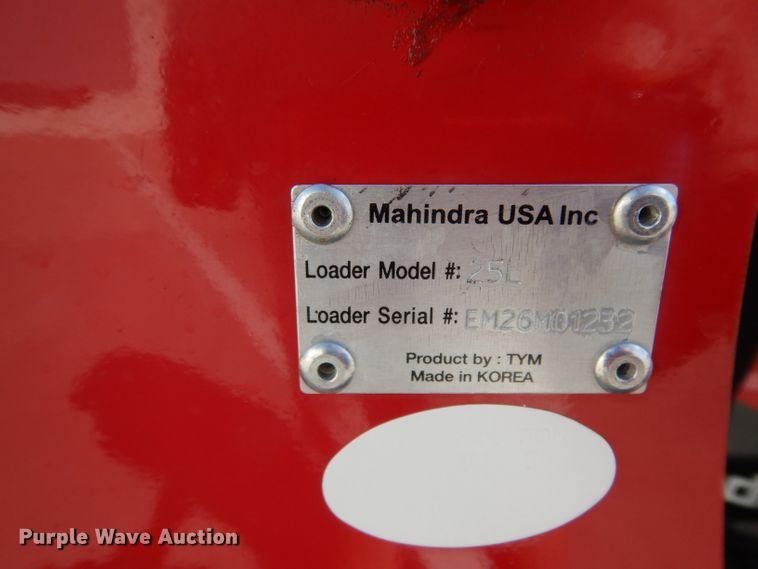 Mahindra USA Inc
Loader Model #: 25L
Loader Serial #: EM26M01232
Product by : TYM
Made in KOREA
Purple Wave Auction